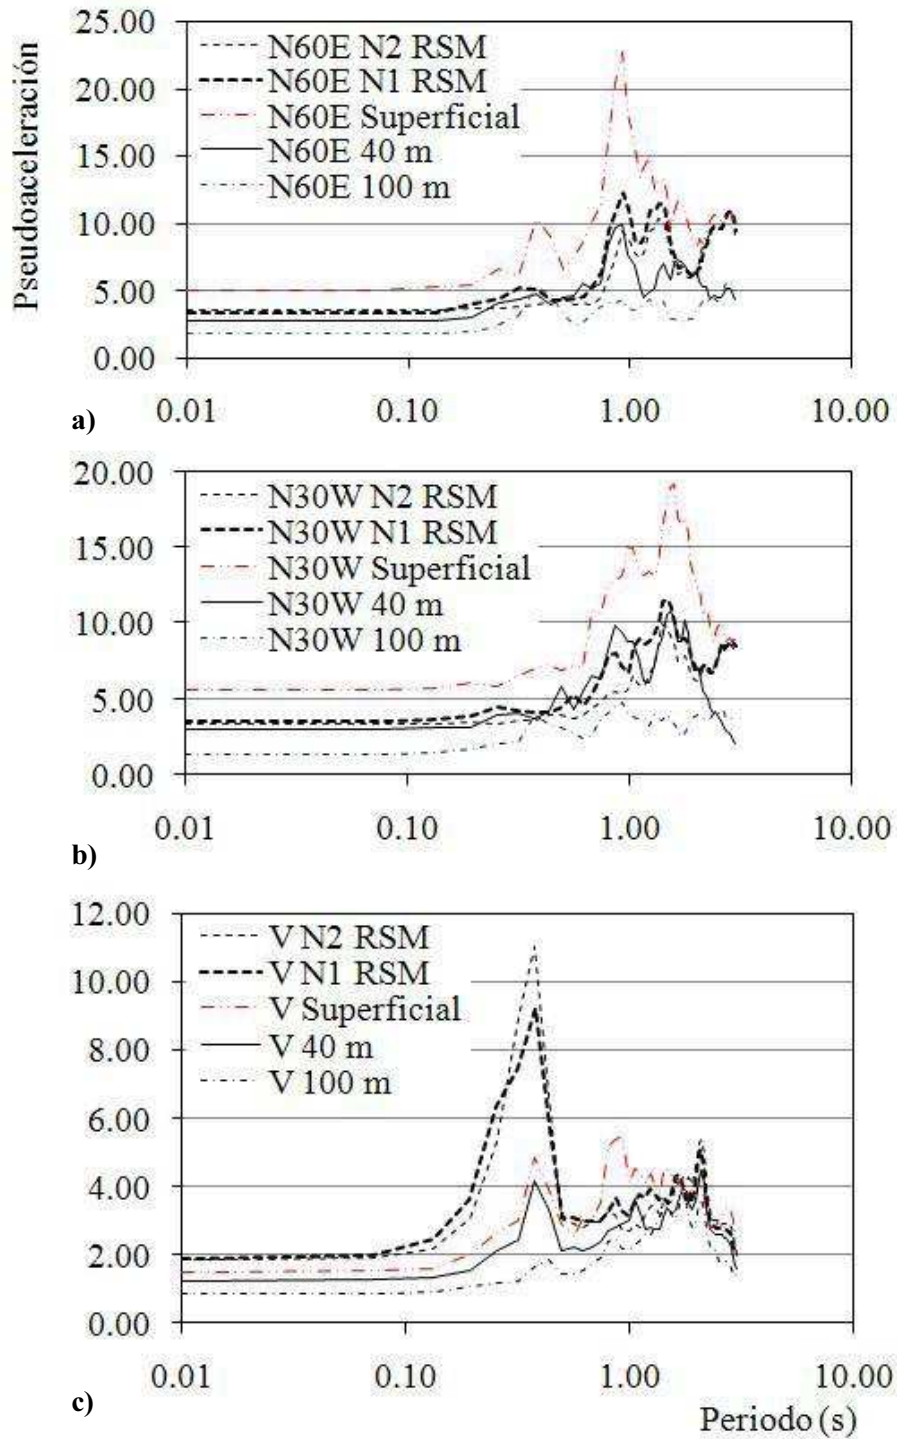 a)
Pseudoaceleración
25.00
20.00
15.00
10.00
5.00
0.00
N60E N2 RSM
N60E N1 RSM
N60E Superficial
N60E 40 m
N60E 100 m
0.01 0.10 1.00 10.00
b)
20.00
15.00
10.00
5.00
0.00
N30W N2 RSM
N30W N1 RSM
N30W Superficial
N30W 40 m
N30W 100 m
0.01 0.10 1.00 10.00
c)
12.00
10.00
8.00
6.00
4.00
2.00
0.00
V N2 RSM
V N1 RSM
V Superficial
V 40 m
V 100 m
0.01 0.10 1.00 10.00
Periodo (s)